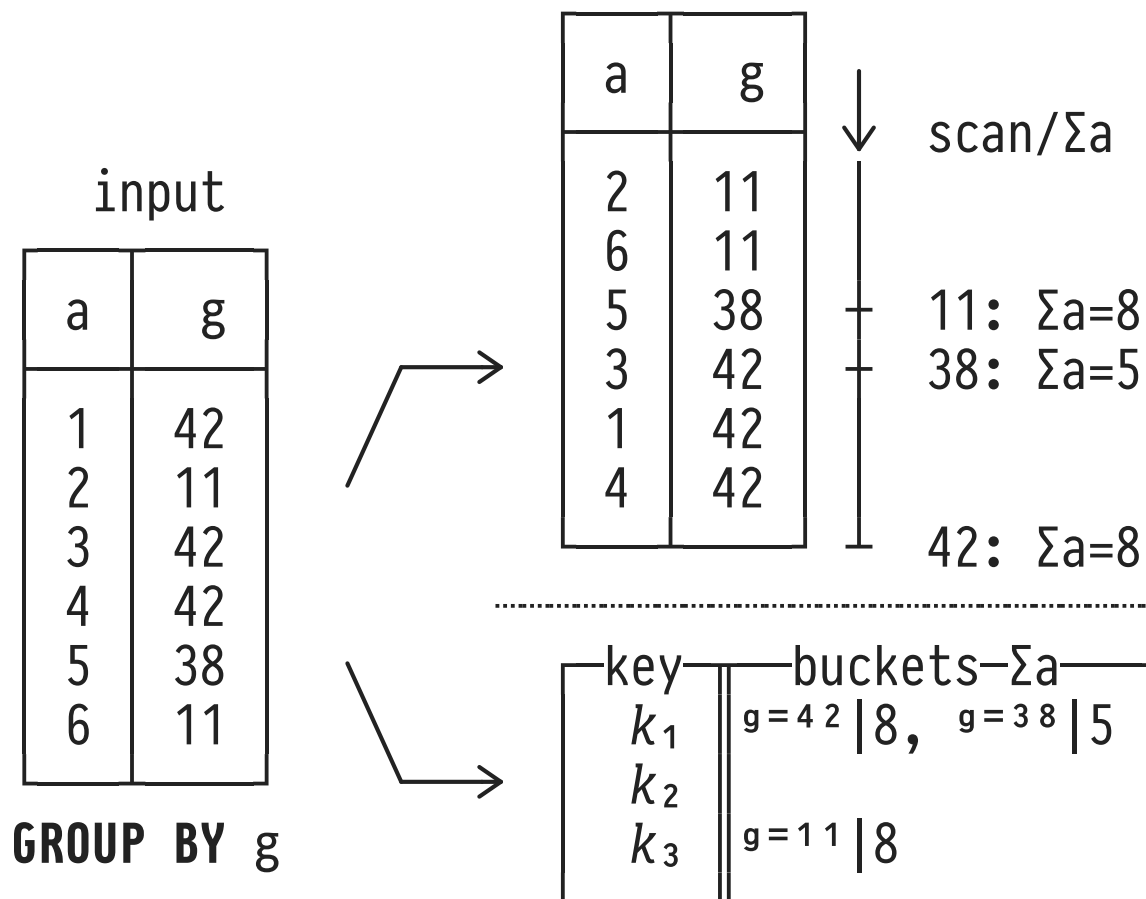 input
a g
1 42
2 11
3 42
4 42
5 38
6 11
GROUP BY g
a g
2 11
6 11
5 38
3 42
1 42
4 42
scan/Σa
11: Σa=8
38: Σa=5
42: Σa=8
key buckets Σa
k₁ g=42|8, g=38|5
k₂
k₃ g=11|8